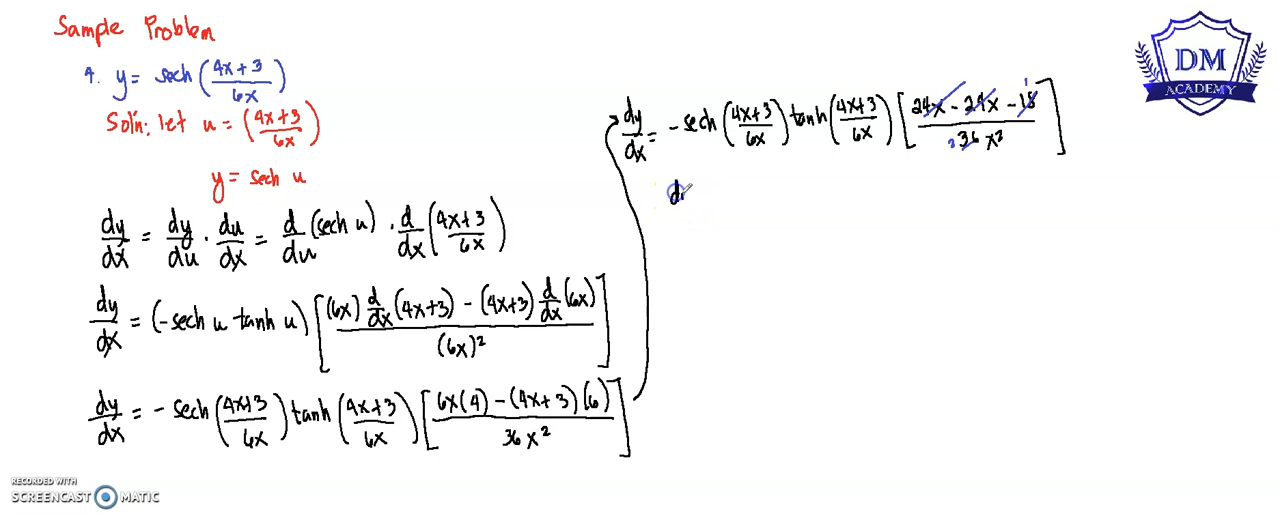 Sample Problem
4. y = sech (4x+3 / 6x)
Sol'n: let u = (4x+3 / 6x)
y = sech u
dy/dx = dy/du · du/dx = d/du (sech u) · d/dx (4x+3 / 6x)
dy/dx = (-sech u tanh u) [(6x) d/dx (4x+3) - (4x+3) d/dx (6x) / (6x)²]
dy/dx = - sech (4x+3 / 6x) tanh (4x+3 / 6x) [6x(4) - (4x+3)(6) / 36x²]
dy/dx = - sech (4x+3 / 6x) tanh (4x+3 / 6x) [24x - 24x - 18 / 36x²]
1
2
d
DM
ACADEMY
RECORDED WITH
SCREENCAST MATIC